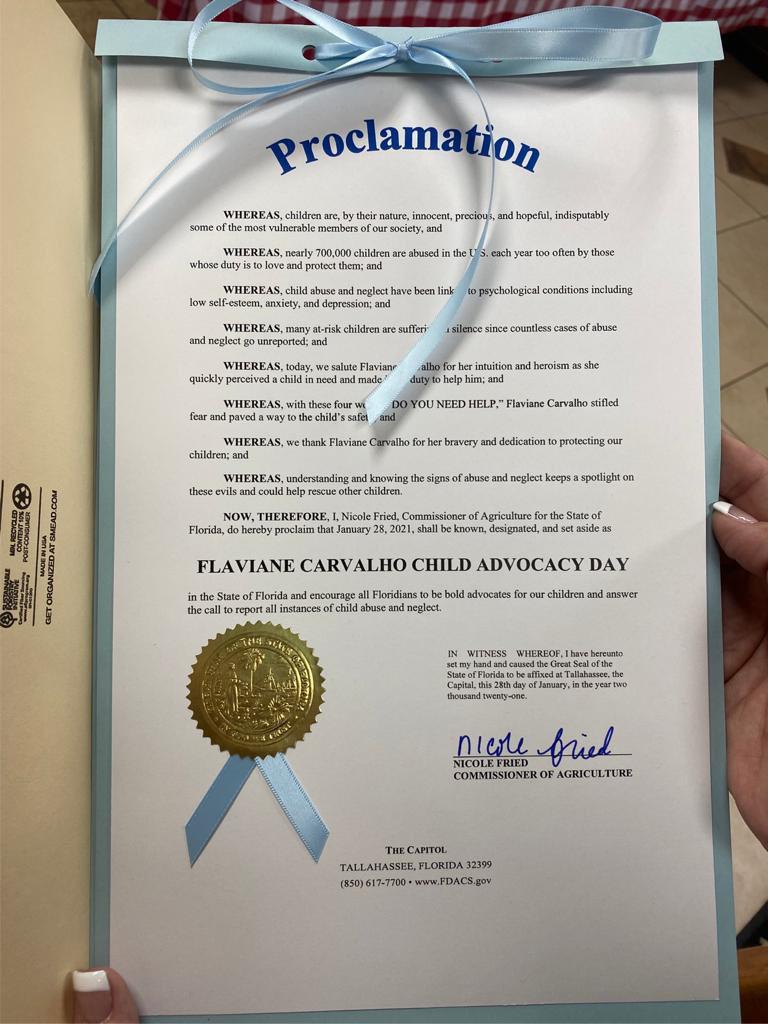 Proclamation
WHEREAS, children are, by their nature, innocent, precious, and hopeful, indisputably
some of the most vulnerable members of our society, and
WHEREAS, nearly 700,000 children are abused in the U.S. each year too often by those
whose duty is to love and protect them; and
WHEREAS, child abuse and neglect have been link to psychological conditions including
low self-esteem, anxiety, and depression; and
WHEREAS, many at-risk children are silence since countless cases of abuse
and neglect go unreported; and
WHEREAS, today, we salute Flaviane alho for her intuition and heroism as she
quickly perceived a child in need and made duty to help him; and
WHEREAS, with these four DO YOU NEED HELP,” Flaviane Carvalho stifled
fear and paved a way to the child's safet and
WHEREAS, we thank Flaviane Carvalho for her bravery and dedication to protecting our
children; and
WHEREAS, understanding and knowing the signs of abuse and neglect keeps a spotlight on
these evils and could help rescue other children.
NOW, THEREFORE, I, Nicole Fried, Commissioner of Agriculture for the State of
Florida, do hereby proclaim that January 28, 2021, shall be known, designated, and set aside as
FLAVIANE CARVALHO CHILD ADVOCACY DAY
in the State of Florida and encourage all Floridians to be bold advocates for our children and answer
the call to report all instances of child abuse and neglect.
IN WITNESS WHEREOF, I have hereunto
set my hand and caused the Great Seal of the
State of Florida to be affixed at Tallahassee, the
Capital, this 28th day of January, in the year two
thousand twenty-one.
Nicole Fried
NICOLE FRIED
COMMISSIONER OF AGRICULTURE
THE CAPITOL
TALLAHASSEE, FLORIDA 32399
(850) 617-7700 • www.FDACS.gov
SUSTAINABLE
FORESTRY
INITIATIVE
MIN. RECYCLED
CONTENT 10%
POST-CONSUMER
MADE IN USA
GET ORGANIZED AT SMEAD.COM